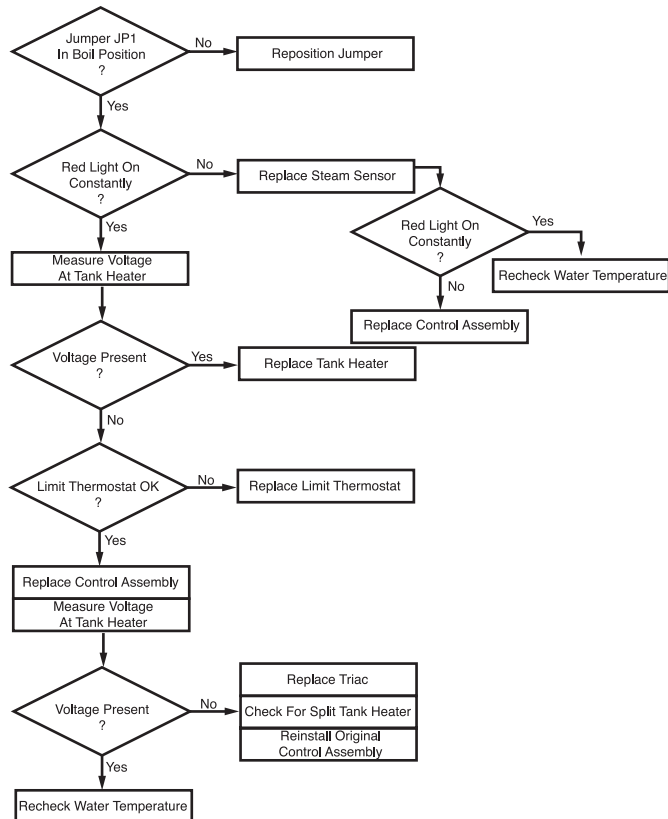 Jumper JP1
In Boil Position
?
No
Reposition Jumper
Yes
Red Light On
Constantly
?
No
Replace Steam Sensor
Red Light On
Constantly
?
Yes
Recheck Water Temperature
No
Replace Control Assembly
Yes
Measure Voltage
At Tank Heater
Voltage Present
?
Yes
Replace Tank Heater
No
Limit Thermostat OK
?
No
Replace Limit Thermostat
Yes
Replace Control Assembly
Measure Voltage
At Tank Heater
Voltage Present
?
No
Replace Triac
Check For Split Tank Heater
Reinstall Original
Control Assembly
Yes
Recheck Water Temperature